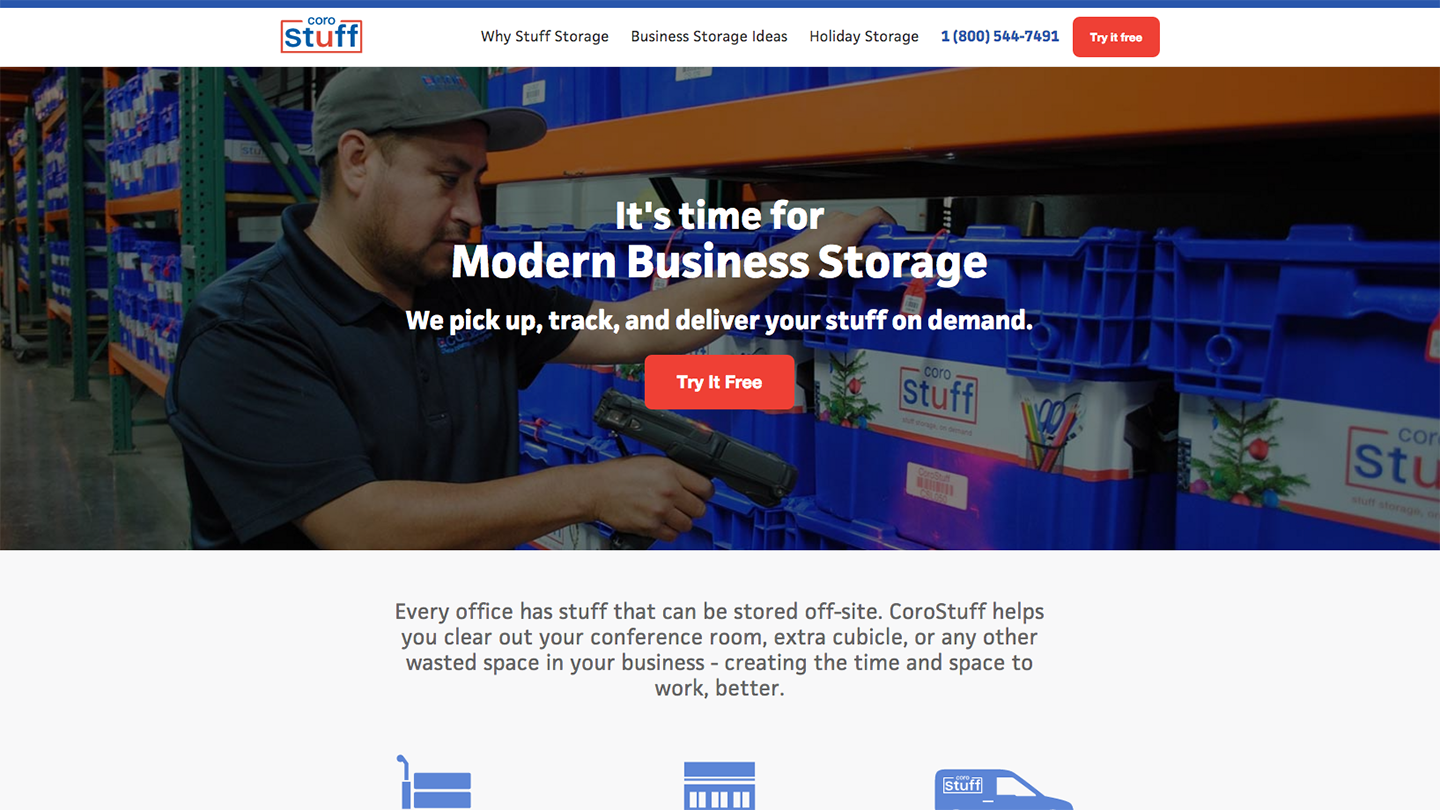 coro
stuff
Why Stuff Storage
Business Storage Ideas
Holiday Storage
1 (800) 544-7491
Try it free
It's time for
Modern Business Storage
We pick up, track, and deliver your stuff on demand.
Try It Free
coro
stuff
stuff storage, on demand
CoroStuff
coro
stu
stuff storage, on
Every office has stuff that can be stored off-site. CoroStuff helps
you clear out your conference room, extra cubicle, or any other
wasted space in your business - creating the time and space to
work, better.
coro
stuff